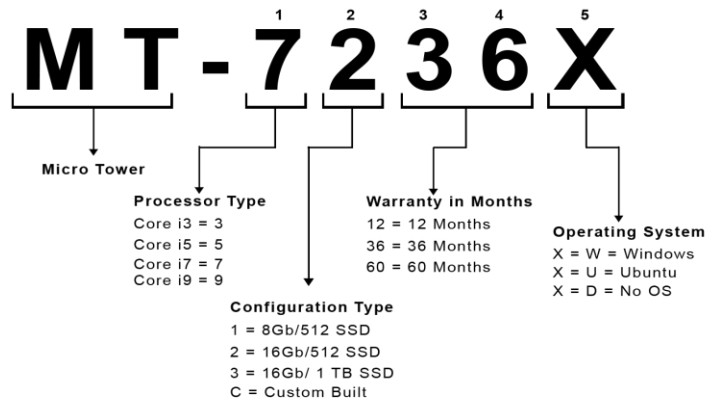 1 2 3 4 5
MT-7236X
Micro Tower
Processor Type
Core i3 = 3
Core i5 = 5
Core i7 = 7
Core i9 = 9
Configuration Type
1 = 8Gb/512 SSD
2 = 16Gb/512 SSD
3 = 16Gb/ 1 TB SSD
C = Custom Built
Warranty in Months
12 = 12 Months
36 = 36 Months
60 = 60 Months
Operating System
X = W = Windows
X = U = Ubuntu
X = D = No OS